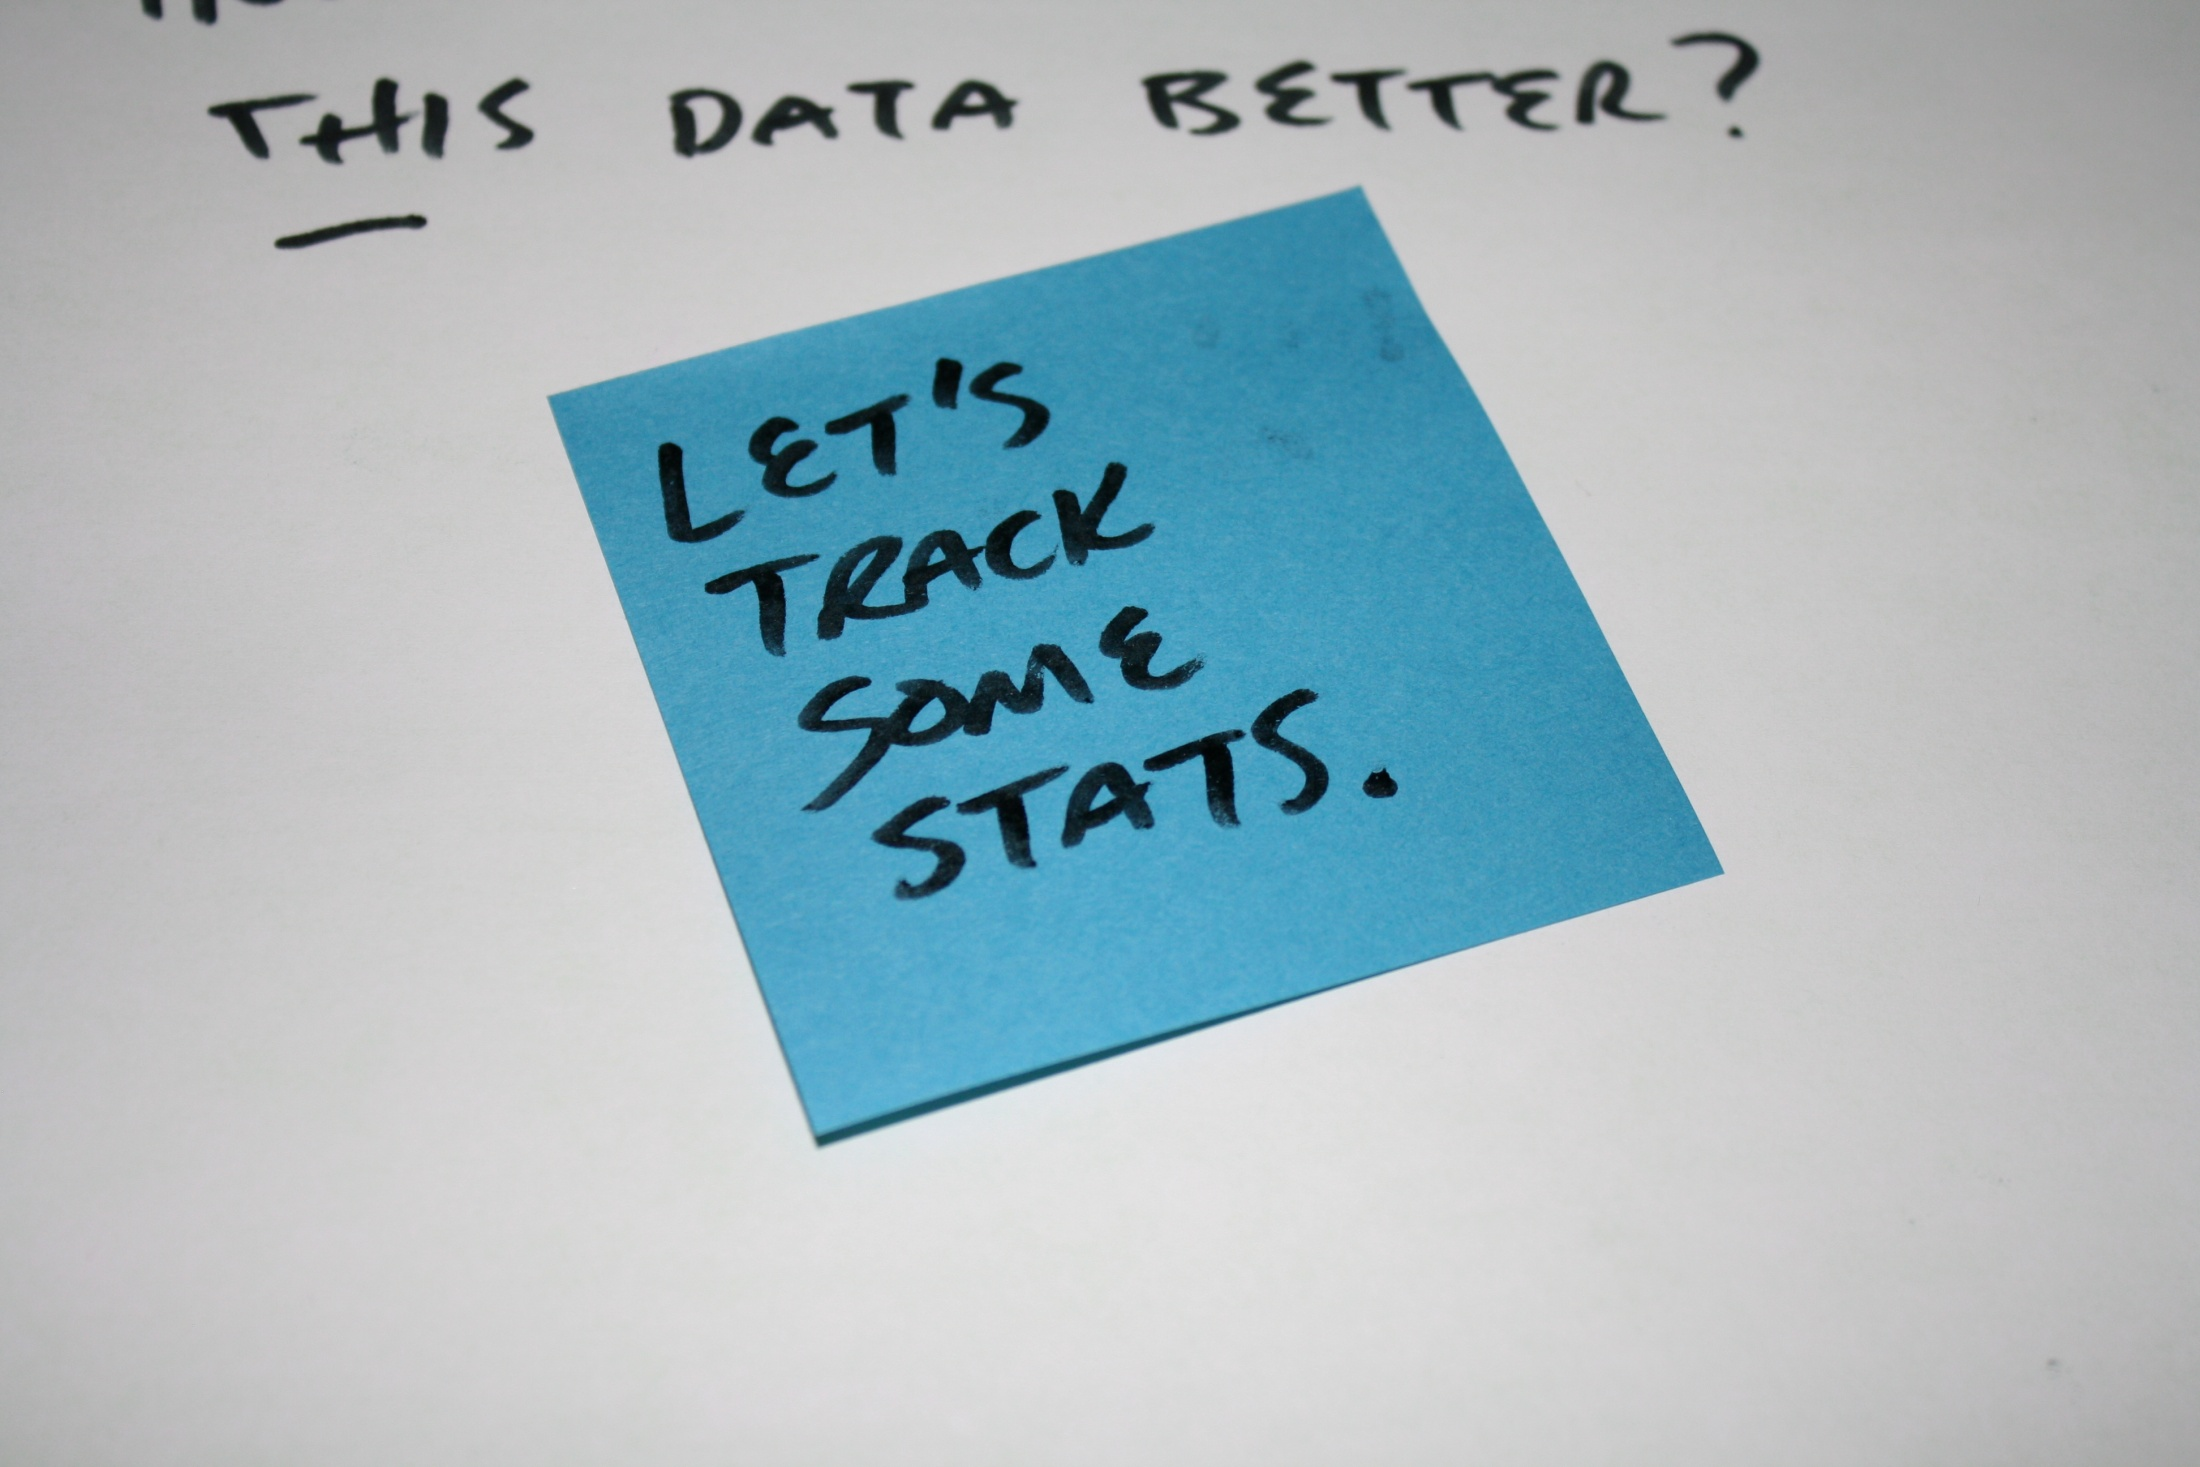 THIS DATA BETTER?
LET'S
TRACK
SOME
STATS.